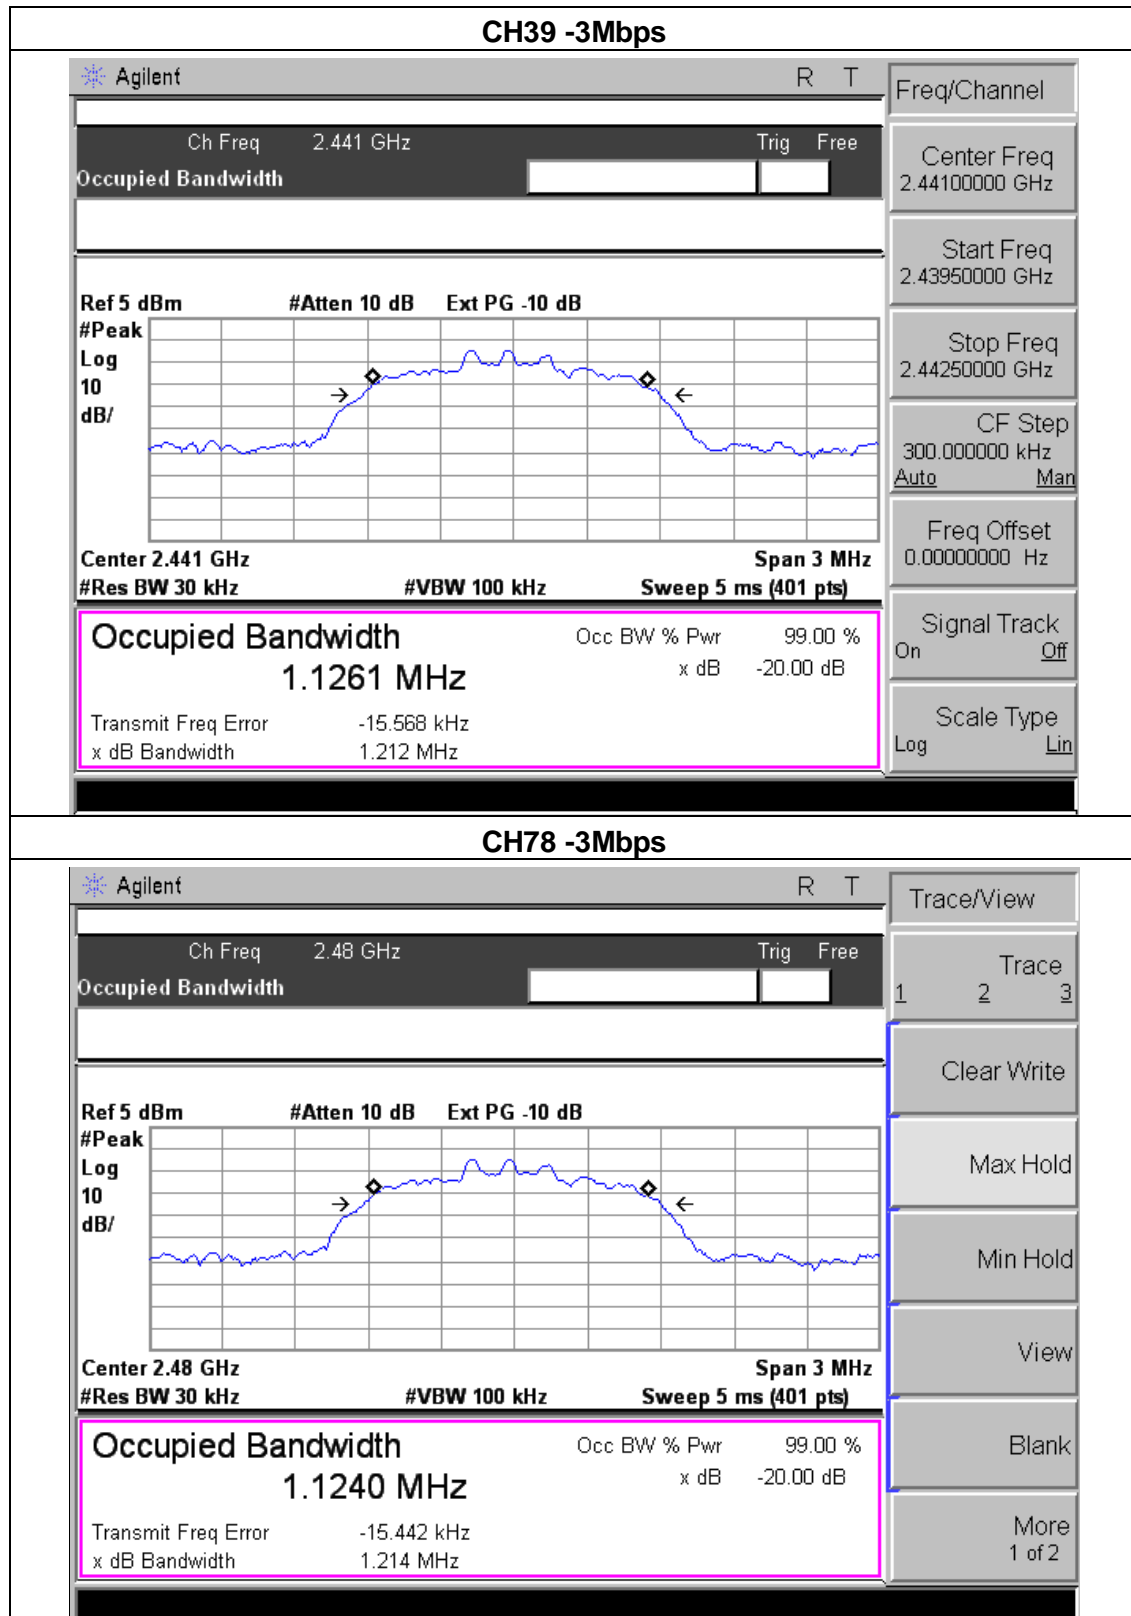 CH39 -3Mbps
Agilent R T
Freq/Channel
Ch Freq 2.441 GHz Trig Free
Occupied Bandwidth
Center Freq
2.44100000 GHz
Start Freq
2.43950000 GHz
Stop Freq
2.44250000 GHz
CF Step
300.000000 kHz
Auto Man
Freq Offset
0.00000000 Hz
Signal Track
On Off
Scale Type
Log Lin
Ref 5 dBm #Atten 10 dB Ext PG -10 dB
#Peak
Log
10
dB/
Center 2.441 GHz Span 3 MHz
#Res BW 30 kHz #VBW 100 kHz Sweep 5 ms (401 pts)
Occupied Bandwidth Occ BW % Pwr 99.00 %
1.1261 MHz x dB -20.00 dB
Transmit Freq Error -15.568 kHz
x dB Bandwidth 1.212 MHz
CH78 -3Mbps
Agilent R T
Trace/View
Ch Freq 2.48 GHz Trig Free
Occupied Bandwidth
Trace
1 2 3
Clear Write
Max Hold
Min Hold
View
Blank
More
1 of 2
Ref 5 dBm #Atten 10 dB Ext PG -10 dB
#Peak
Log
10
dB/
Center 2.48 GHz Span 3 MHz
#Res BW 30 kHz #VBW 100 kHz Sweep 5 ms (401 pts)
Occupied Bandwidth Occ BW % Pwr 99.00 %
1.1240 MHz x dB -20.00 dB
Transmit Freq Error -15.442 kHz
x dB Bandwidth 1.214 MHz